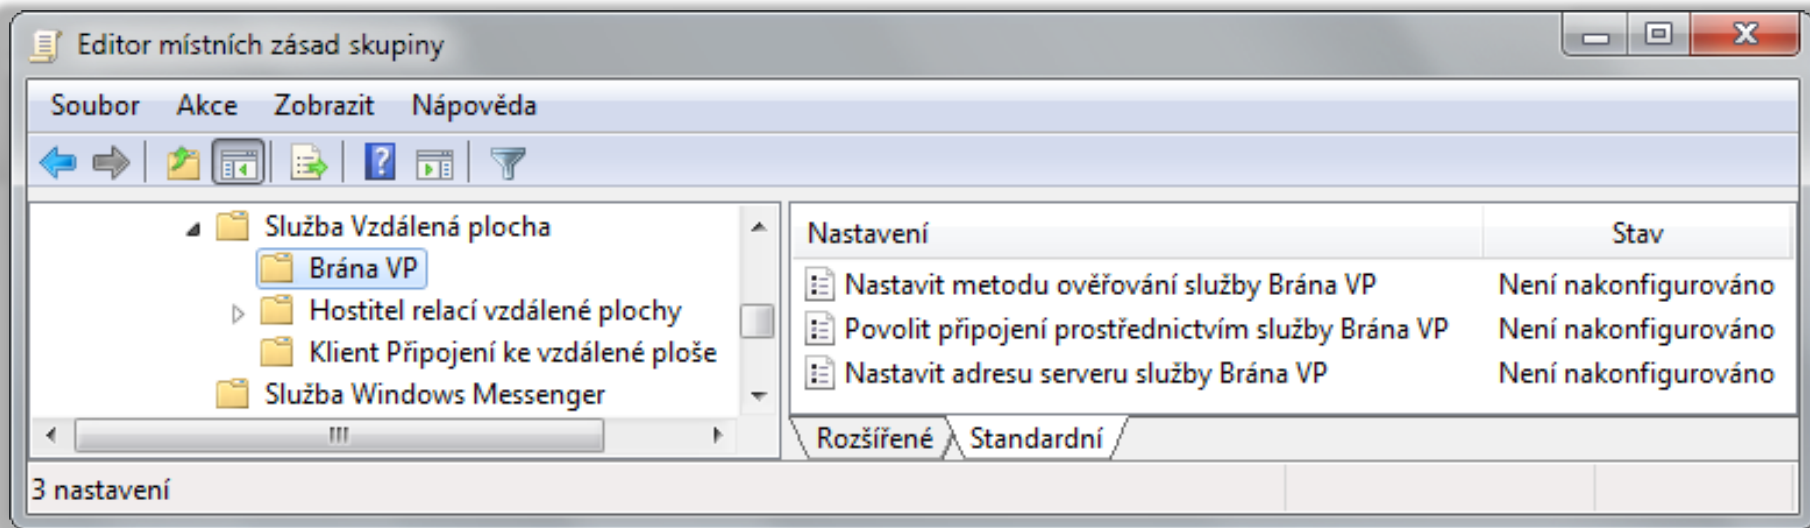 Editor místních zásad skupiny
Soubor Akce Zobrazit Nápověda
Služba Vzdálená plocha
Brána VP
Hostitel relací vzdálené plochy
Klient Připojení ke vzdálené ploše
Služba Windows Messenger
Nastavení Stav
Nastavit metodu ověřování služby Brána VP Není nakonfigurováno
Povolit připojení prostřednictvím služby Brána VP Není nakonfigurováno
Nastavit adresu serveru služby Brána VP Není nakonfigurováno
Rozšířené Standardní
3 nastavení